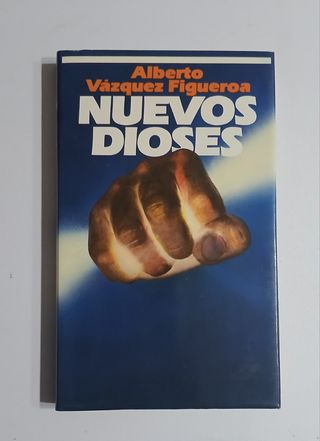 Alberto
Vázquez Figueroa
NUEVOS
DIOSES